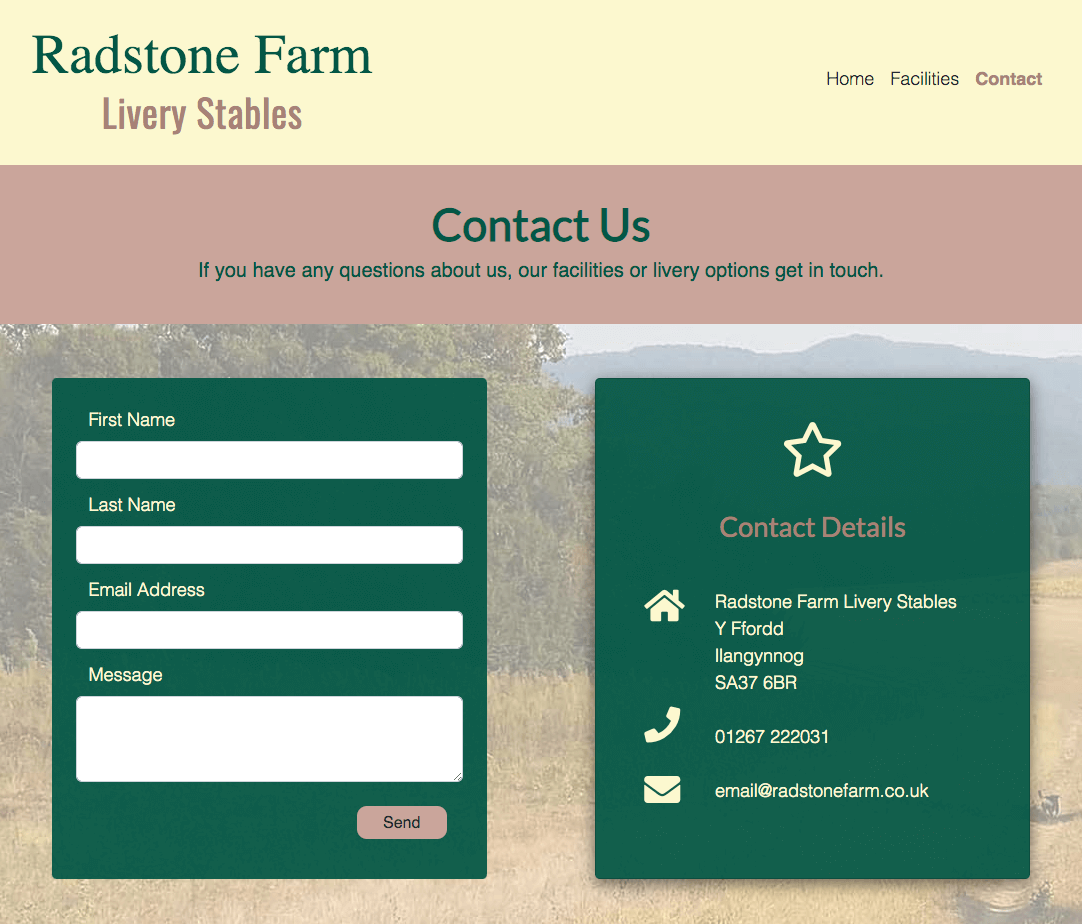 Radstone Farm
Livery Stables
Home Facilities Contact
Contact Us
If you have any questions about us, our facilities or livery options get in touch.
First Name
Last Name
Email Address
Message
Send
Contact Details
Radstone Farm Livery Stables
Y Ffordd
llangynnog
SA37 6BR
01267 222031
email@radstonefarm.co.uk